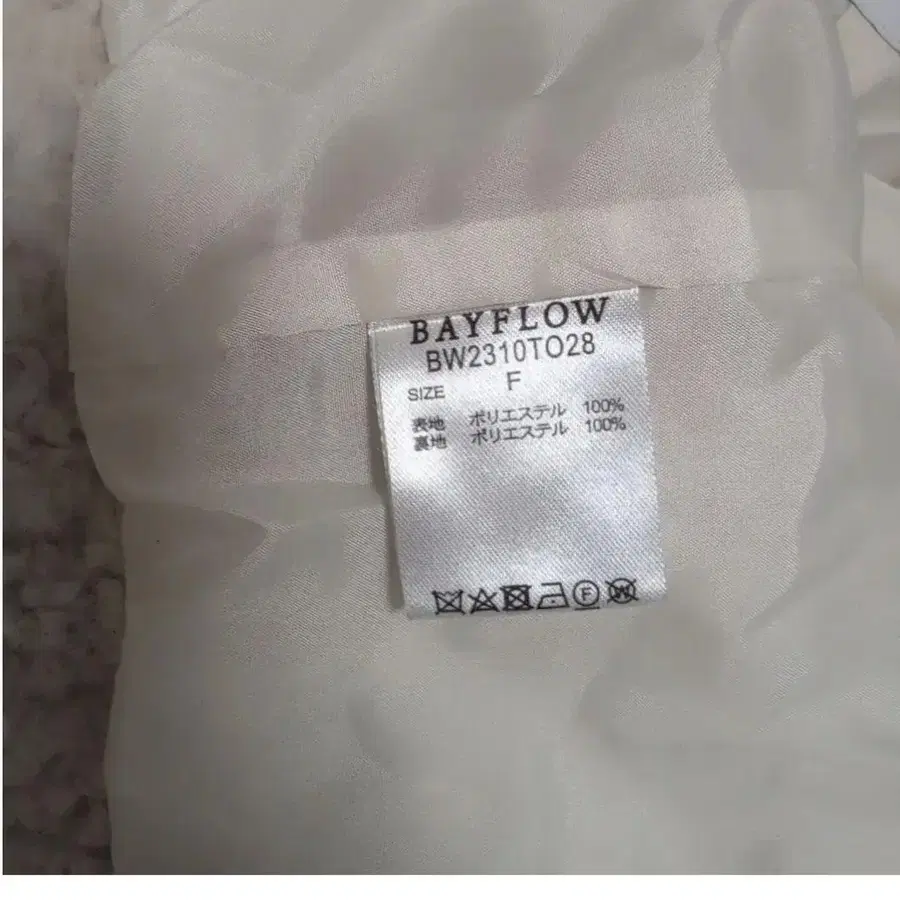 BAYFLOW
BW2310TO28
SIZE F
表地 ポリエステル 100%
裏地 ポリエステル 100%
F W